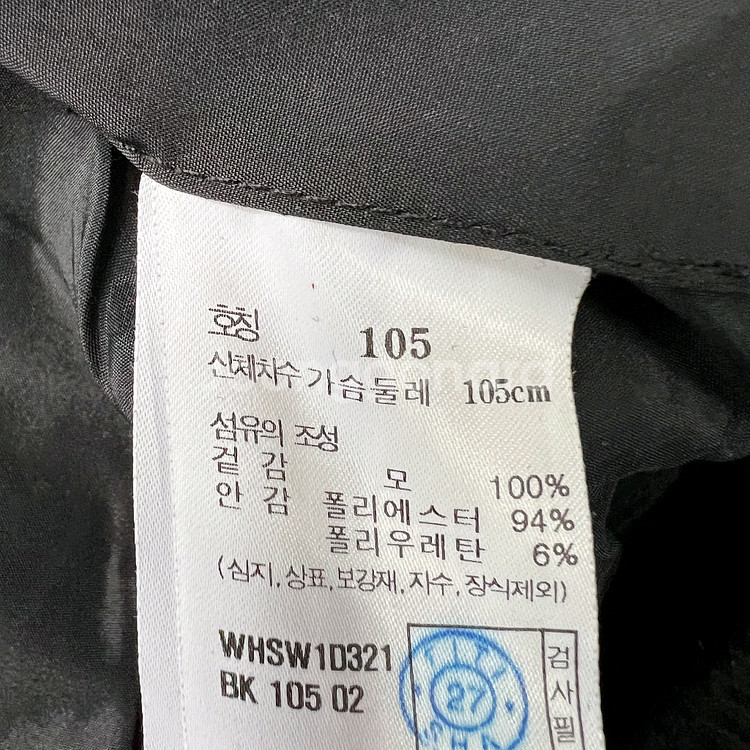 호칭 105
신체치수 가슴둘레 105cm
섬유의 조성
겉 감 모 100%
안 감 폴리에스터 94%
폴리우레탄 6%
(심지, 상표, 보강재, 자수, 장식제외)
WHSW1D321
BK 105 02
27
검사필